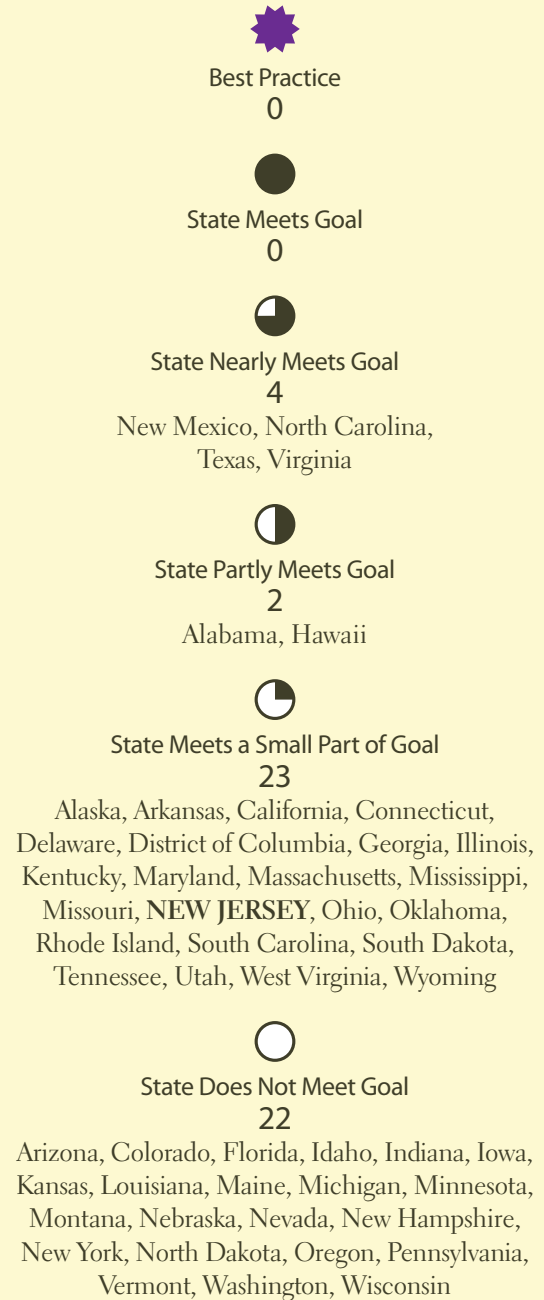 Best Practice
0
State Meets Goal
0
State Nearly Meets Goal
4
New Mexico, North Carolina,
Texas, Virginia
State Partly Meets Goal
2
Alabama, Hawaii
State Meets a Small Part of Goal
23
Alaska, Arkansas, California, Connecticut,
Delaware, District of Columbia, Georgia, Illinois,
Kentucky, Maryland, Massachusetts, Mississippi,
Missouri, NEW JERSEY, Ohio, Oklahoma,
Rhode Island, South Carolina, South Dakota,
Tennessee, Utah, West Virginia, Wyoming
State Does Not Meet Goal
22
Arizona, Colorado, Florida, Idaho, Indiana, Iowa,
Kansas, Louisiana, Maine, Michigan, Minnesota,
Montana, Nebraska, Nevada, New Hampshire,
New York, North Dakota, Oregon, Pennsylvania,
Vermont, Washington, Wisconsin